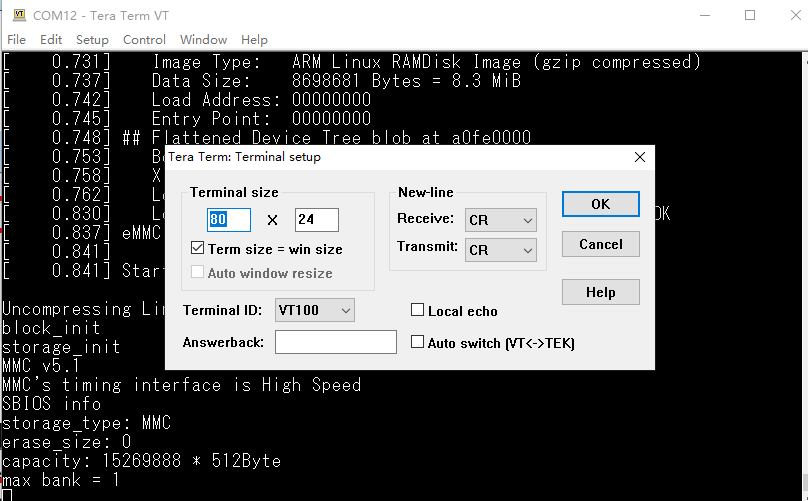 COM12 - Tera Term VT
File Edit Setup Control Window Help
[ 0.731] Image Type: ARM Linux RAMDisk Image (gzip compressed)
[ 0.737] Data Size: 8698681 Bytes = 8.3 MiB
[ 0.742] Load Address: 00000000
[ 0.745] Entry Point: 00000000
[ 0.748] ## Flattened Device Tree blob at a0fe0000
[ 0.753] Bo
[ 0.758] X
[ 0.762] Lo
[ 0.830] Lo OK
[ 0.837] eMMC
[ 0.841]
[ 0.841] Start
Uncompressing Lin
block_init
storage_init
MMC v5.1
MMC's timing interface is High Speed
SBIOS info
storage_type: MMC
erase_size: 0
capacity: 15269888 * 512Byte
max bank = 1
Tera Term: Terminal setup
Terminal size
80 X 24
Term size = win size
Auto window resize
New-line
Receive: CR
Transmit: CR
OK
Cancel
Help
Terminal ID: VT100
Local echo
Answerback:
Auto switch (VT<->TEK)